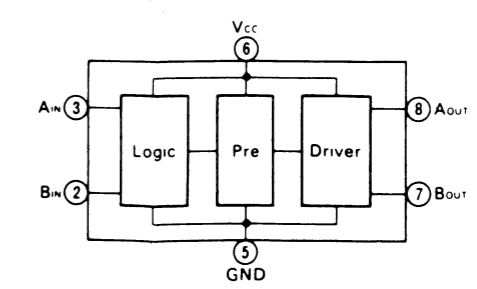 VCC
6
AIN 3
8 AOUT
Logic
Pre
Driver
BIN 2
7 BOUT
5
GND